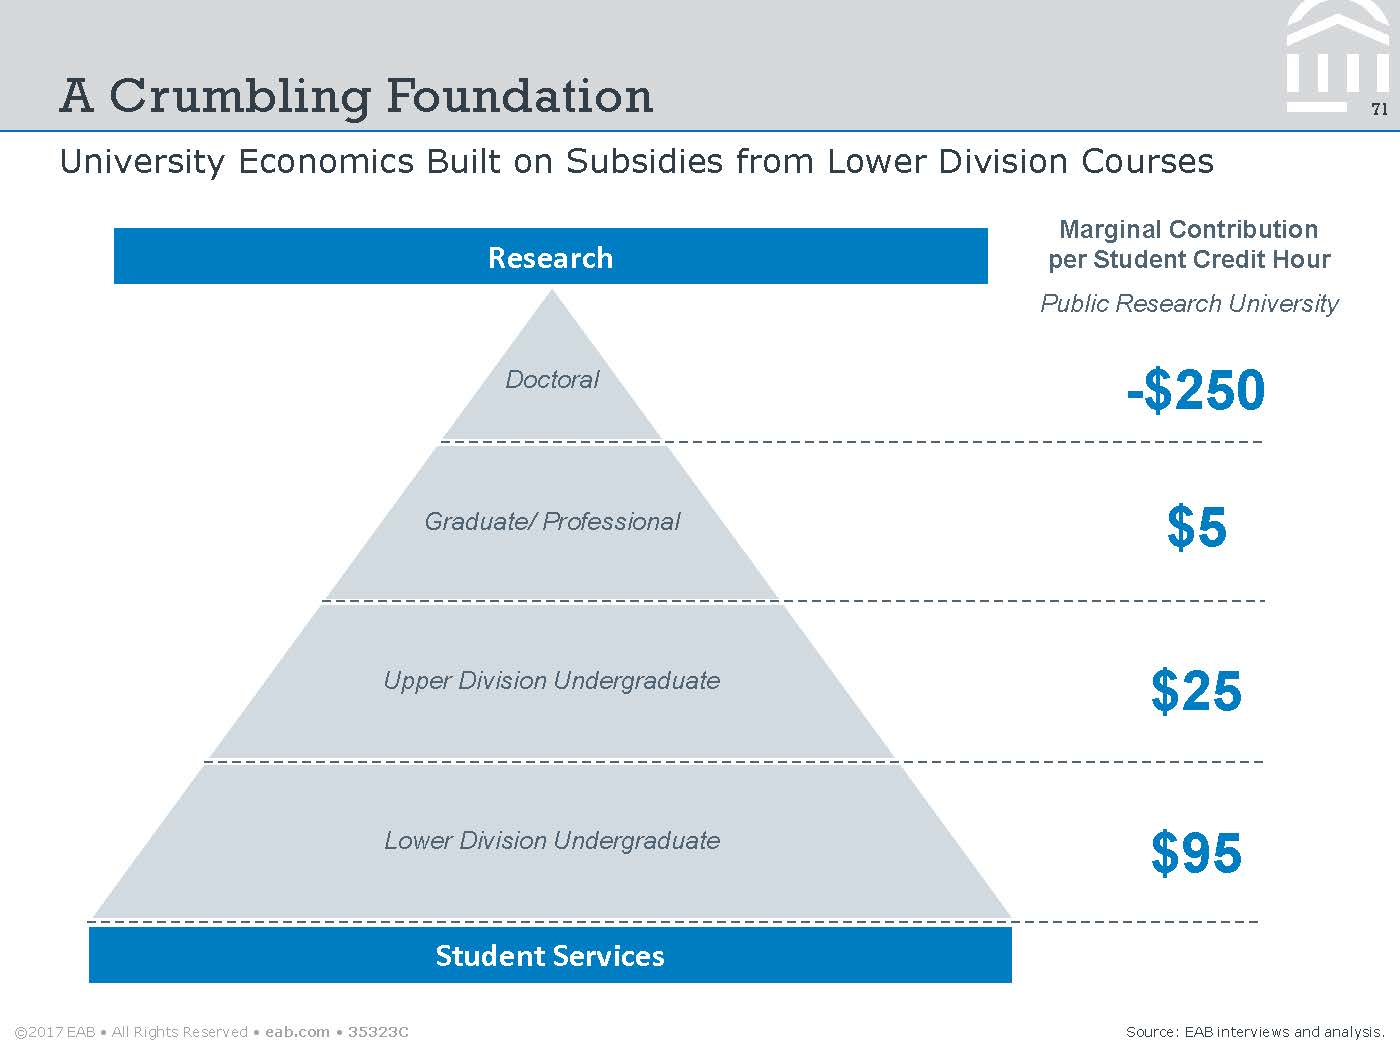 A Crumbling Foundation
71
University Economics Built on Subsidies from Lower Division Courses
Marginal Contribution
per Student Credit Hour
Public Research University
Research
Doctoral
-$250
Graduate/ Professional
$5
Upper Division Undergraduate
$25
Lower Division Undergraduate
$95
Student Services
©2017 EAB • All Rights Reserved • eab.com • 35323C
Source: EAB interviews and analysis.